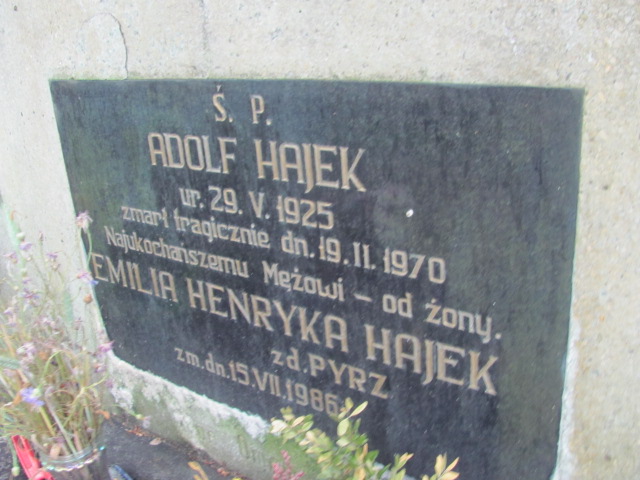 Ś. P.
ADOLF HAJEK
ur. 29. V. 1925
zmarł tragicznie dn. 19. II. 1970
Najukochańszemu Mężowi – od żony.
EMILIA HENRYKA HAJEK
zd. PYRZ
zm. dn. 15. VII. 1986